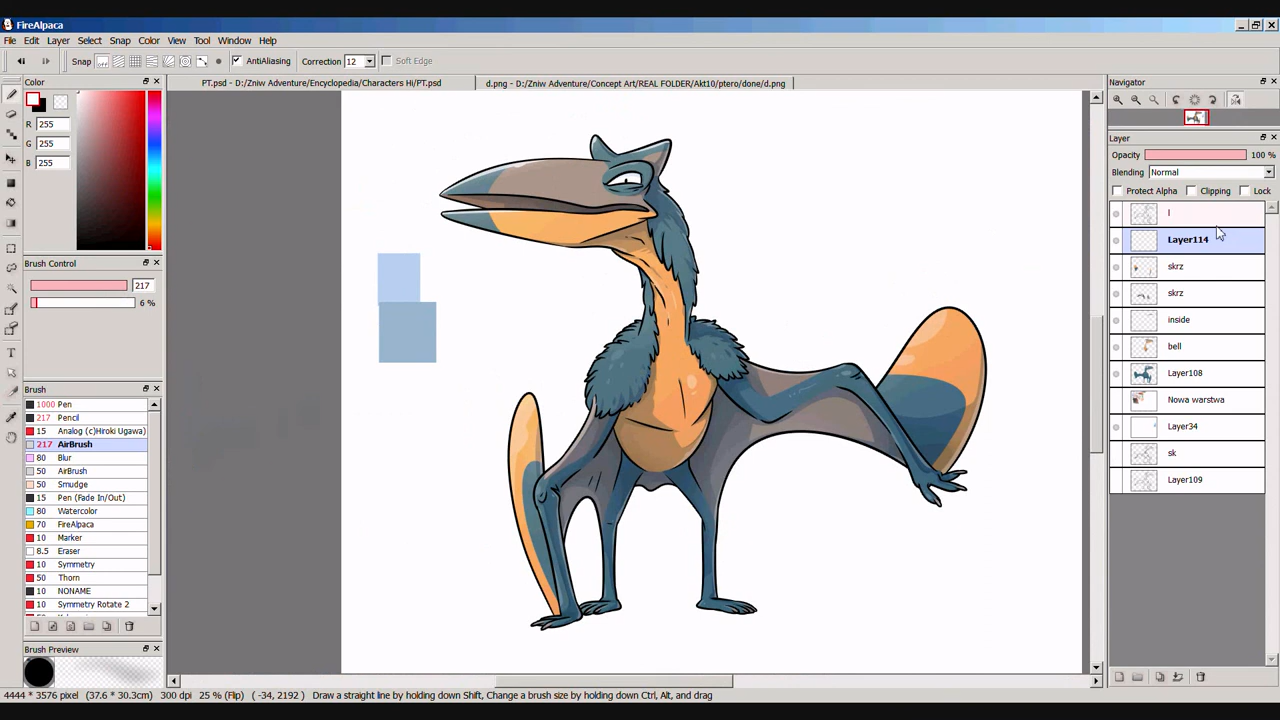 FireAlpaca
File Edit Layer Select Snap Color View Tool Window Help
Snap off AntiAliasing Correction 12 Soft Edge
Color
PT.psd - D:/Zniw Adventure/Encyclopedia/Characters Hi/PT.psd
d.png - D:/Zniw Adventure/Concept Art/REAL FOLDER/Akt10/ptero/done/d.png
R 255
G 255
B 255
Brush Control
217
6 %
Brush
1000 Pen
217 Pencil
15 Analog (c)Hiroki Ugawa)
217 AirBrush
80 Blur
50 AirBrush
50 Smudge
15 Pen (Fade In/Out)
80 Watercolor
70 FireAlpaca
10 Marker
8.5 Eraser
10 Symmetry
50 Thorn
10 NONAME
10 Symmetry Rotate 2
Brush Preview
Navigator
Layer
Opacity 100 %
Blending Normal
Protect Alpha Clipping Lock
l
Layer114
skrz
skrz
inside
bell
Layer108
Nowa warstwa
Layer34
sk
Layer109
4444 * 3576 pixel (37.6 * 30.3cm) 300 dpi 25 % (Flip) ( -34, 2192 ) Draw a straight line by holding down Shift, Change a brush size by holding down Ctrl, Alt, and drag